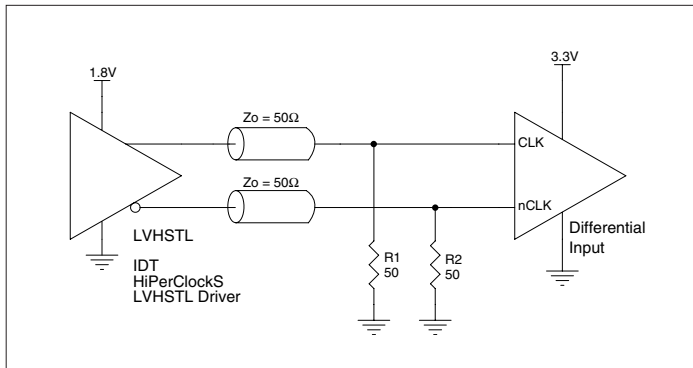 1.8V
3.3V
Zo = 50Ω
CLK
Zo = 50Ω
nCLK
LVHSTL
IDT
HiPerClockS
LVHSTL Driver
R1
50
R2
50
Differential
Input